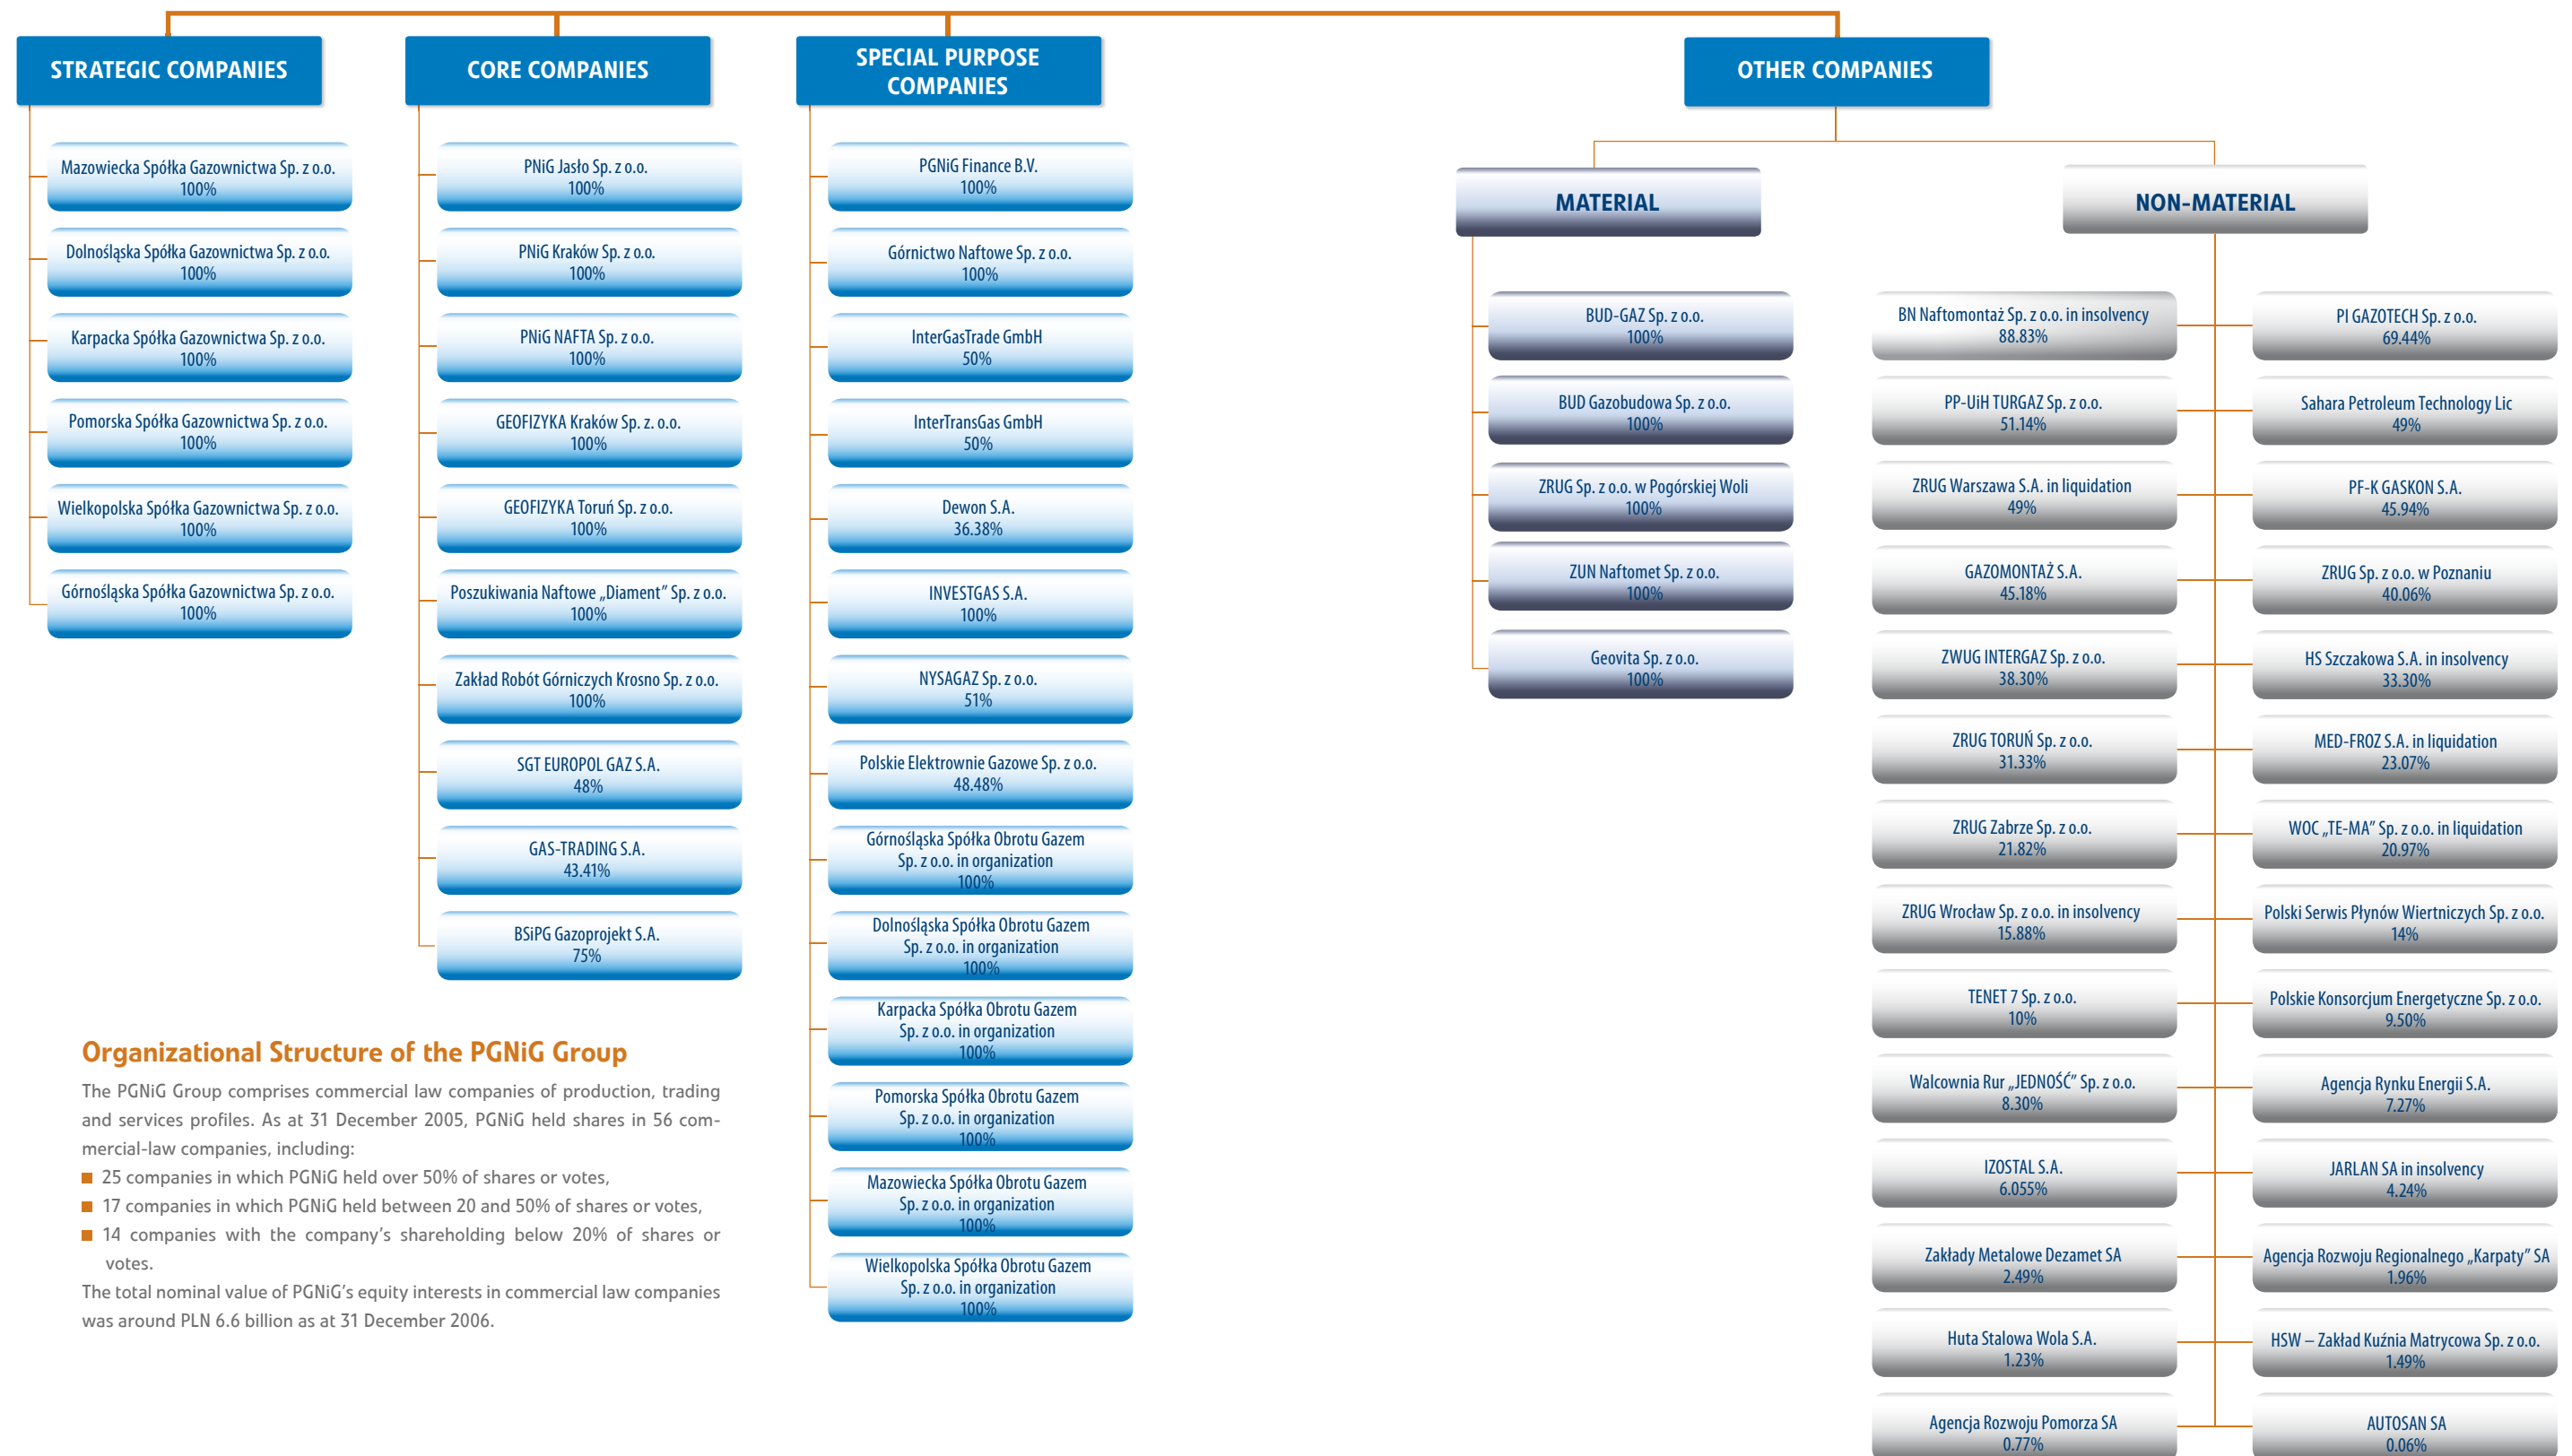 STRATEGIC COMPANIES
Mazowiecka Spółka Gazownictwa Sp. z o.o.
100%
Dolnośląska Spółka Gazownictwa Sp. z o.o.
100%
Karpacka Spółka Gazownictwa Sp. z o.o.
100%
Pomorska Spółka Gazownictwa Sp. z o.o.
100%
Wielkopolska Spółka Gazownictwa Sp. z o.o.
100%
Górnośląska Spółka Gazownictwa Sp. z o.o.
100%
CORE COMPANIES
PNiG Jasło Sp. z o.o.
100%
PNiG Kraków Sp. z o.o.
100%
PNiG NAFTA Sp. z o.o.
100%
GEOFIZYKA Kraków Sp. z. o.o.
100%
GEOFIZYKA Toruń Sp. z o.o.
100%
Poszukiwania Naftowe „Diament” Sp. z o.o.
100%
Zakład Robót Górniczych Krosno Sp. z o.o.
100%
SGT EUROPOL GAZ S.A.
48%
GAS-TRADING S.A.
43.41%
BSiPG Gazoprojekt S.A.
75%
SPECIAL PURPOSE
COMPANIES
PGNiG Finance B.V.
100%
Górnictwo Naftowe Sp. z o.o.
100%
InterGasTrade GmbH
50%
InterTransGas GmbH
50%
Dewon S.A.
36.38%
INVESTGAS S.A.
100%
NYSAGAZ Sp. z o.o.
51%
Polskie Elektrownie Gazowe Sp. z o.o.
48.48%
Górnośląska Spółka Obrotu Gazem
Sp. z o.o. in organization
100%
Dolnośląska Spółka Obrotu Gazem
Sp. z o.o. in organization
100%
Karpacka Spółka Obrotu Gazem
Sp. z o.o. in organization
100%
Pomorska Spółka Obrotu Gazem
Sp. z o.o. in organization
100%
Mazowiecka Spółka Obrotu Gazem
Sp. z o.o. in organization
100%
Wielkopolska Spółka Obrotu Gazem
Sp. z o.o. in organization
100%
OTHER COMPANIES
MATERIAL
BUD-GAZ Sp. z o.o.
100%
BUD Gazobudowa Sp. z o.o.
100%
ZRUG Sp. z o.o. w Pogórskiej Woli
100%
ZUN Naftomet Sp. z o.o.
100%
Geovita Sp. z o.o.
100%
NON-MATERIAL
BN Naftomontaż Sp. z o.o. in insolvency
88.83%
PP-UiH TURGAZ Sp. z o.o.
51.14%
ZRUG Warszawa S.A. in liquidation
49%
GAZOMONTAŻ S.A.
45.18%
ZWUG INTERGAZ Sp. z o.o.
38.30%
ZRUG TORUŃ Sp. z o.o.
31.33%
ZRUG Zabrze Sp. z o.o.
21.82%
ZRUG Wrocław Sp. z o.o. in insolvency
15.88%
TENET 7 Sp. z o.o.
10%
Walcownia Rur „JEDNOŚĆ” Sp. z o.o.
8.30%
IZOSTAL S.A.
6.055%
Zakłady Metalowe Dezamet SA
2.49%
Huta Stalowa Wola S.A.
1.23%
Agencja Rozwoju Pomorza SA
0.77%
PI GAZOTECH Sp. z o.o.
69.44%
Sahara Petroleum Technology Lic
49%
PF-K GASKON S.A.
45.94%
ZRUG Sp. z o.o. w Poznaniu
40.06%
HS Szczakowa S.A. in insolvency
33.30%
MED-FROZ S.A. in liquidation
23.07%
WOC „TE-MA” Sp. z o.o. in liquidation
20.97%
Polski Serwis Płynów Wiertniczych Sp. z o.o.
14%
Polskie Konsorcjum Energetyczne Sp. z o.o.
9.50%
Agencja Rynku Energii S.A.
7.27%
JARLAN SA in insolvency
4.24%
Agencja Rozwoju Regionalnego „Karpaty” SA
1.96%
HSW – Zakład Kuźnia Matrycowa Sp. z o.o.
1.49%
AUTOSAN SA
0.06%
Organizational Structure of the PGNiG Group
The PGNiG Group comprises commercial law companies of production, trading
and services profiles. As at 31 December 2005, PGNiG held shares in 56 com-
mercial-law companies, including:
25 companies in which PGNiG held over 50% of shares or votes,
17 companies in which PGNiG held between 20 and 50% of shares or votes,
14 companies with the company’s shareholding below 20% of shares or
votes.
The total nominal value of PGNiG’s equity interests in commercial law companies
was around PLN 6.6 billion as at 31 December 2006.